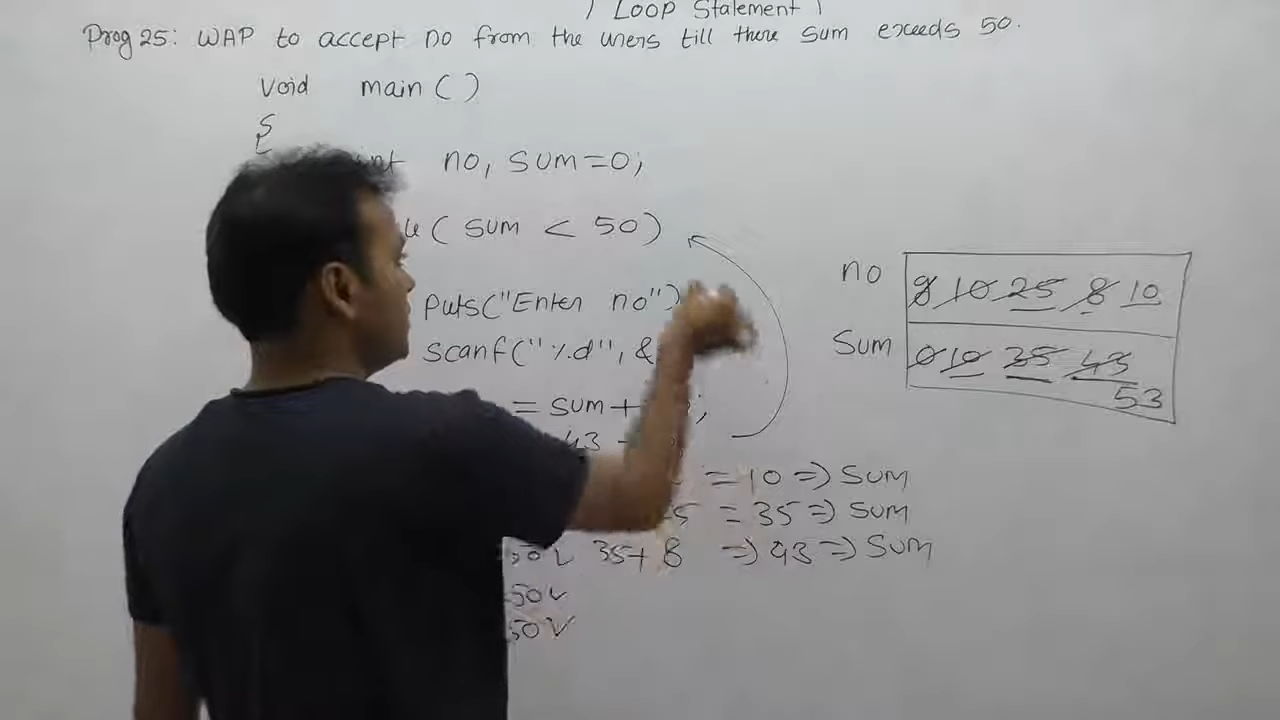 Loop Statement
Prog 25: WAP to accept no from the users till there sum exceeds 50.
void main ( )
{
int no, sum=0;
( sum < 50)
puts("Enter no")
scanf("%d", &
= sum+ ;
43
= 10 => sum
= 35 => sum
35+ 8 => 43 => sum
50✓
50✓
no 10 25 8 10
sum 0 10 35 43
53